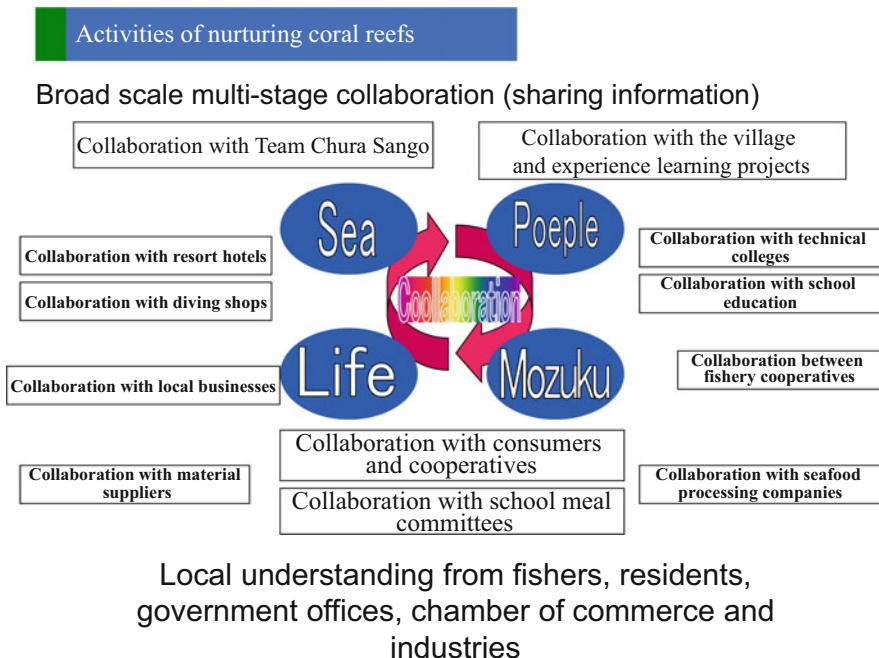 Activities of nurturing coral reefs
Broad scale multi-stage collaboration (sharing information)
Collaboration with Team Chura Sango
Collaboration with the village
and experience learning projects
Sea
Poeple
Collaboration with resort hotels
Collaboration with technical
colleges
Collaboration with diving shops
Coollaboration
Collaboration with school
education
Life
Mozuku
Collaboration with local businesses
Collaboration between
fishery cooperatives
Collaboration with consumers
and cooperatives
Collaboration with material
suppliers
Collaboration with seafood
processing companies
Collaboration with school meal
committees
Local understanding from fishers, residents,
government offices, chamber of commerce and
industries